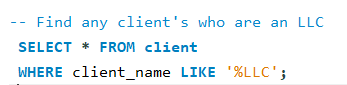 -- Find any client's who are an LLC
SELECT * FROM client
WHERE client_name LIKE '%LLC';